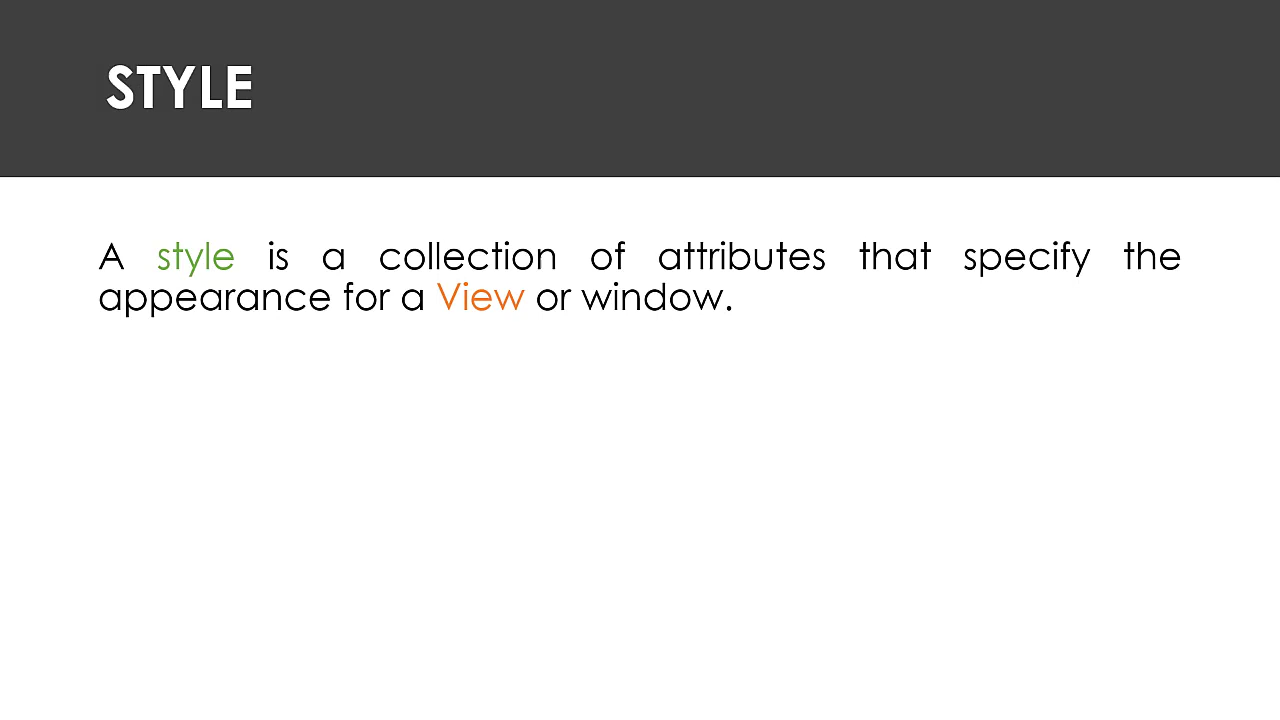 STYLE
A style is a collection of attributes that specify the
appearance for a View or window.